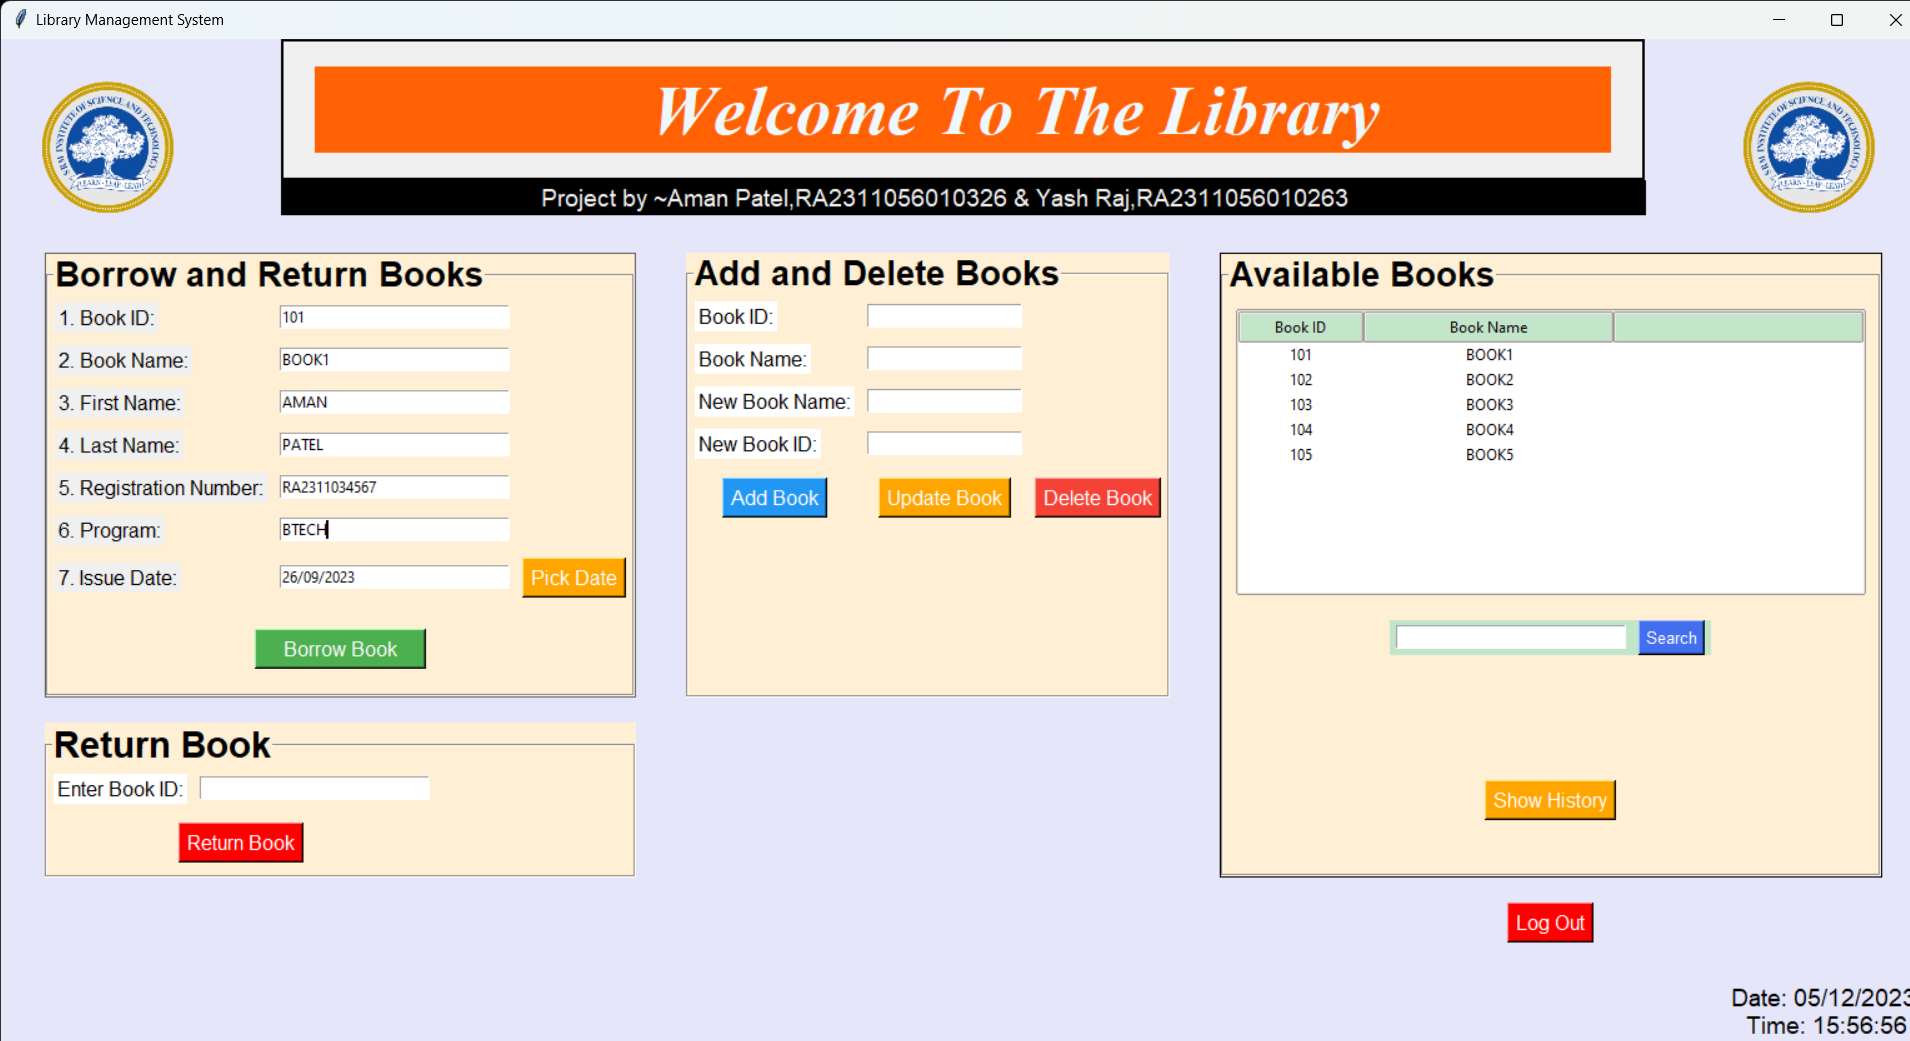 Library Management System
Welcome To The Library
Project by ~Aman Patel,RA2311056010326 & Yash Raj,RA2311056010263
SRM INSTITUTE OF SCIENCE AND TECHNOLOGY
LEARN - LEAP - LEAD
SRM INSTITUTE OF SCIENCE AND TECHNOLOGY
LEARN - LEAP - LEAD
Borrow and Return Books
1. Book ID: 101
2. Book Name: BOOK1
3. First Name: AMAN
4. Last Name: PATEL
5. Registration Number: RA2311034567
6. Program: BTECH
7. Issue Date: 26/09/2023 Pick Date
Borrow Book
Return Book
Enter Book ID:
Return Book
Add and Delete Books
Book ID:
Book Name:
New Book Name:
New Book ID:
Add Book Update Book Delete Book
Available Books
Book ID Book Name
101 BOOK1
102 BOOK2
103 BOOK3
104 BOOK4
105 BOOK5
Search
Show History
Log Out
Date: 05/12/2023
Time: 15:56:56